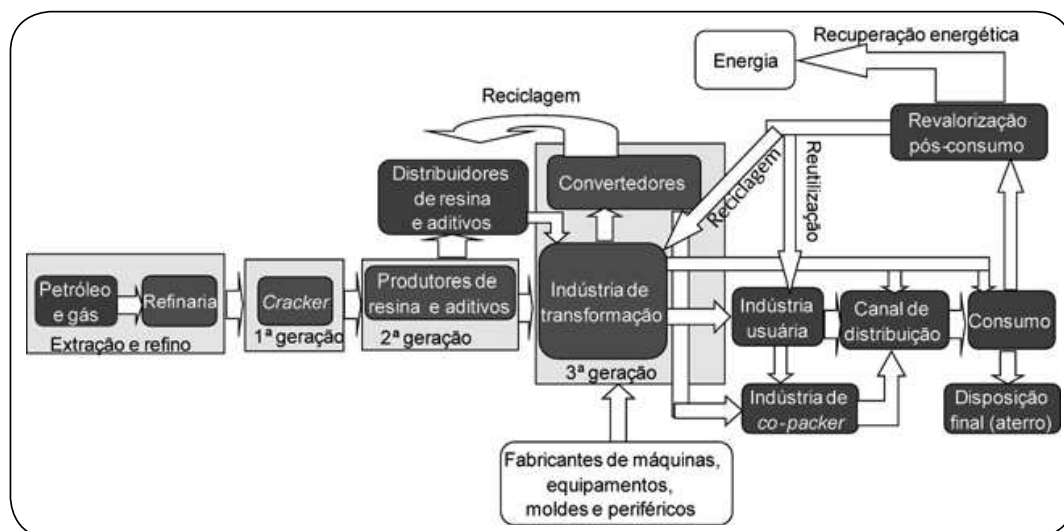 Recuperação energética
Energia
Reciclagem
Revalorização
pós-consumo
Distribuidores
de resina
e aditivos
Convertedores
Reciclagem
Reutilização
Petróleo
e gás
Refinaria
Extração e refino
Cracker
1ª geração
Produtores de
resina e aditivos
2ª geração
Indústria de
transformação
3ª geração
Indústria
usuária
Canal de
distribuição
Consumo
Indústria de
co-packer
Disposição
final (aterro)
Fabricantes de máquinas,
equipamentos,
moldes e periféricos